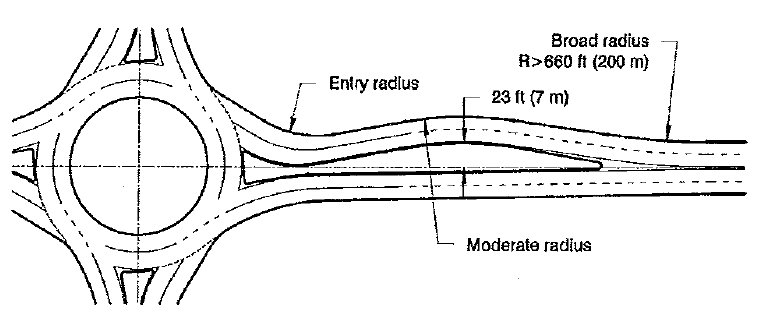 Broad radius
R>660 ft (200 m)
Entry radius
23 ft (7 m)
Moderate radius